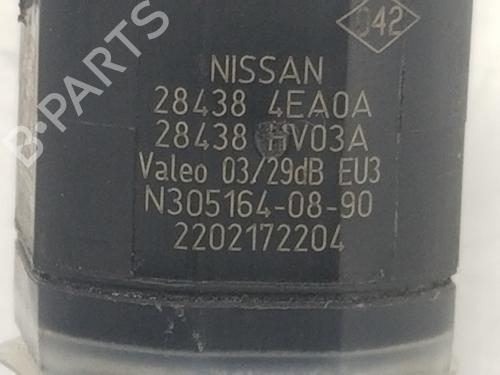 042
NISSAN
28438 4EA0A
28438 HV03A
Valeo 03/29dB EU3
N305164-08-90
2202172204
B-PARTS